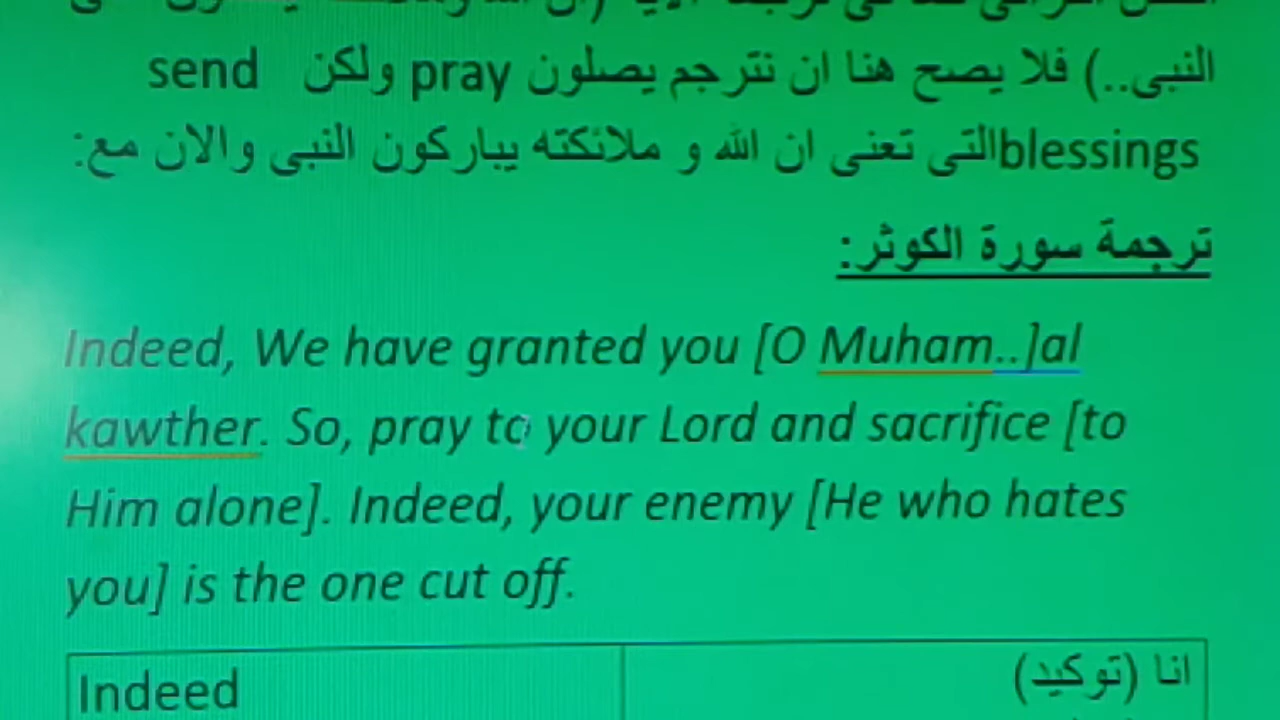 النبى..) فلا يصح هنا ان نترجم يصلون pray ولكن send
blessingsالتى تعنى ان الله و ملائكته يباركون النبى والان مع:
ترجمة سورة الكوثر:
Indeed, We have granted you [O Muham..]al
kawther. So, pray to your Lord and sacrifice [to
Him alone]. Indeed, your enemy [He who hates
you] is the one cut off.
Indeed
انا (توكيد)